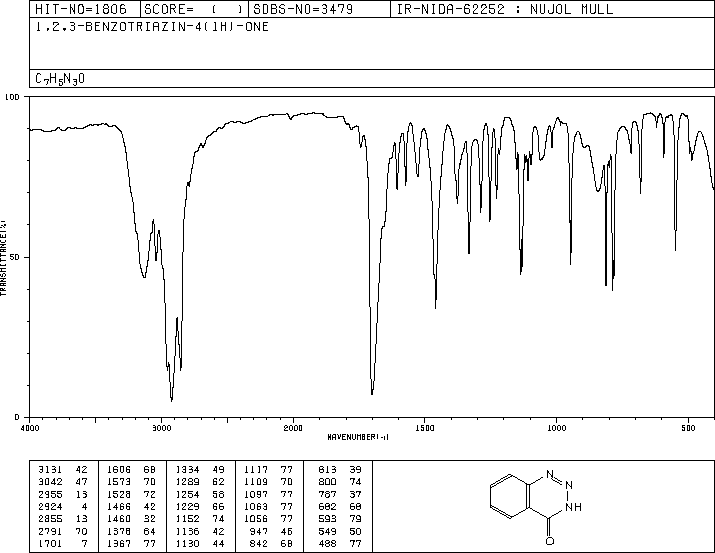 HIT-NO=1806 SCORE= ( ) SDBS-NO=3479 IR-NIDA-62252 : NUJOL MULL
1,2,3-BENZOTRIAZIN-4(1H)-ONE
C7H5N3O
100
50
0
TRANSMITTANCE(%)
4000 3000 2000 1500 1000 500
WAVENUMBER(-1)
3131 42 1606 68 1334 49 1117 77 813 39
3042 47 1573 70 1289 62 1109 70 800 74
2955 13 1528 72 1254 58 1097 77 787 37
2924 4 1466 42 1229 66 1063 77 682 68
2855 13 1460 32 1152 74 1056 77 593 79
2791 70 1378 64 1136 42 947 46 549 50
1701 7 1367 77 1130 44 842 68 488 77
N
N
NH
O